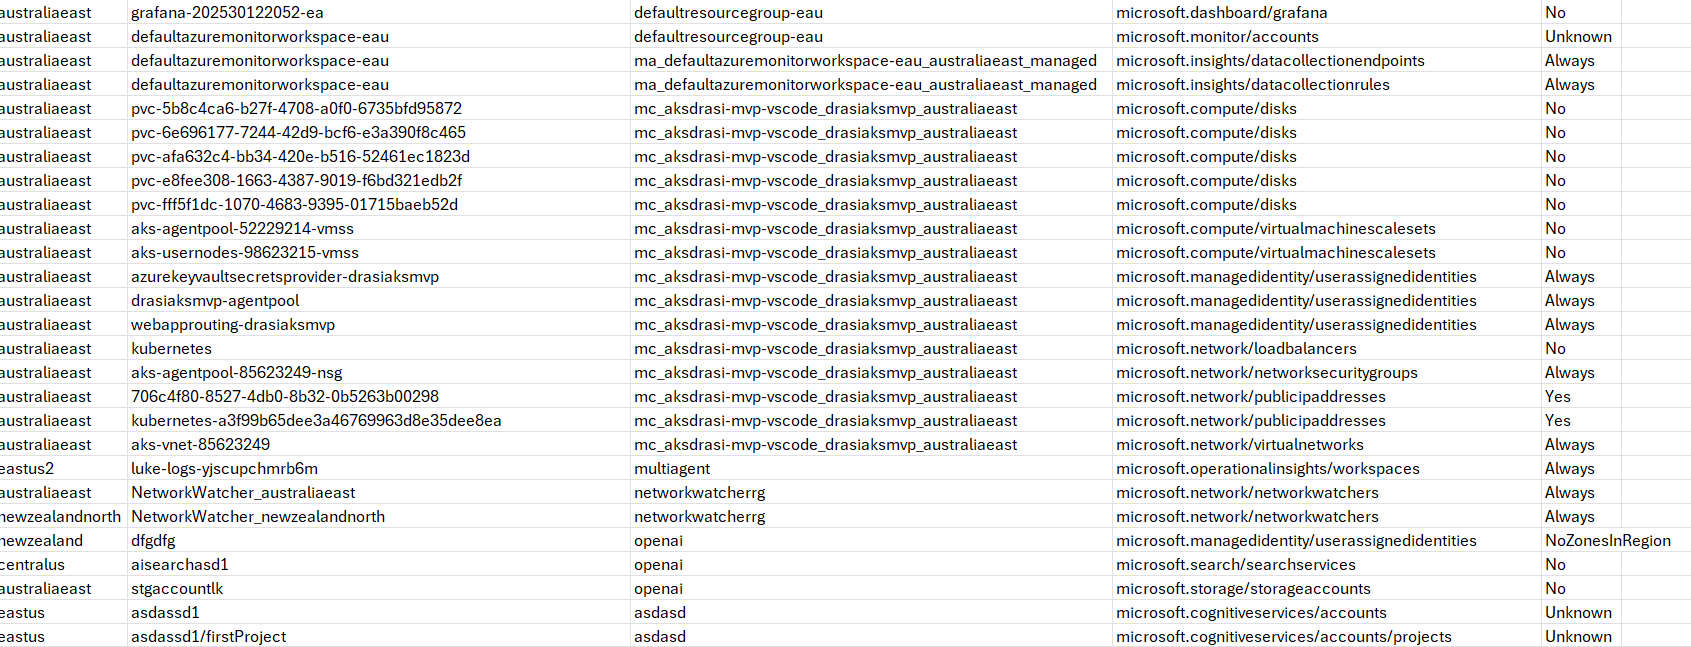 australiaeast grafana-202530122052-ea defaultresourcegroup-eau microsoft.dashboard/grafana No
australiaeast defaultazuremonitorworkspace-eau defaultresourcegroup-eau microsoft.monitor/accounts Unknown
australiaeast defaultazuremonitorworkspace-eau ma_defaultazuremonitorworkspace-eau_australiaeast_managed microsoft.insights/datacollectionendpoints Always
australiaeast defaultazuremonitorworkspace-eau ma_defaultazuremonitorworkspace-eau_australiaeast_managed microsoft.insights/datacollectionrules Always
australiaeast pvc-5b8c4ca6-b27f-4708-a0f0-6735bfd95872 mc_aksdrasi-mvp-vscode_drasiaksmvp_australiaeast microsoft.compute/disks No
australiaeast pvc-6e696177-7244-42d9-bcf6-e3a390f8c465 mc_aksdrasi-mvp-vscode_drasiaksmvp_australiaeast microsoft.compute/disks No
australiaeast pvc-afa632c4-bb34-420e-b516-52461ec1823d mc_aksdrasi-mvp-vscode_drasiaksmvp_australiaeast microsoft.compute/disks No
australiaeast pvc-e8fee308-1663-4387-9019-f6bd321edb2f mc_aksdrasi-mvp-vscode_drasiaksmvp_australiaeast microsoft.compute/disks No
australiaeast pvc-fff5f1dc-1070-4683-9395-01715baeb52d mc_aksdrasi-mvp-vscode_drasiaksmvp_australiaeast microsoft.compute/disks No
australiaeast aks-agentpool-52229214-vmss mc_aksdrasi-mvp-vscode_drasiaksmvp_australiaeast microsoft.compute/virtualmachinescalesets No
australiaeast aks-usernodes-98623215-vmss mc_aksdrasi-mvp-vscode_drasiaksmvp_australiaeast microsoft.compute/virtualmachinescalesets No
australiaeast azurekeyvaultsecretsprovider-drasiaksmvp mc_aksdrasi-mvp-vscode_drasiaksmvp_australiaeast microsoft.managedidentity/userassignedidentities Always
australiaeast drasiaksmvp-agentpool mc_aksdrasi-mvp-vscode_drasiaksmvp_australiaeast microsoft.managedidentity/userassignedidentities Always
australiaeast webapprouting-drasiaksmvp mc_aksdrasi-mvp-vscode_drasiaksmvp_australiaeast microsoft.managedidentity/userassignedidentities Always
australiaeast kubernetes mc_aksdrasi-mvp-vscode_drasiaksmvp_australiaeast microsoft.network/loadbalancers No
australiaeast aks-agentpool-85623249-nsg mc_aksdrasi-mvp-vscode_drasiaksmvp_australiaeast microsoft.network/networksecuritygroups Always
australiaeast 706c4f80-8527-4db0-8b32-0b5263b00298 mc_aksdrasi-mvp-vscode_drasiaksmvp_australiaeast microsoft.network/publicipaddresses Yes
australiaeast kubernetes-a3f99b65dee3a46769963d8e35dee8ea mc_aksdrasi-mvp-vscode_drasiaksmvp_australiaeast microsoft.network/publicipaddresses Yes
australiaeast aks-vnet-85623249 mc_aksdrasi-mvp-vscode_drasiaksmvp_australiaeast microsoft.network/virtualnetworks Always
eastus2 luke-logs-yjscupchmrb6m multiagent microsoft.operationalinsights/workspaces Always
australiaeast NetworkWatcher_australiaeast networkwatcherrg microsoft.network/networkwatchers Always
newzealandnorth NetworkWatcher_newzealandnorth networkwatcherrg microsoft.network/networkwatchers Always
newzealand dfgdfg openai microsoft.managedidentity/userassignedidentities NoZonesInRegion
centralus aisearchasd1 openai microsoft.search/searchservices No
australiaeast stgaccountlk openai microsoft.storage/storageaccounts No
eastus asdassd1 asdasd microsoft.cognitiveservices/accounts Unknown
eastus asdassd1/firstProject asdasd microsoft.cognitiveservices/accounts/projects Unknown